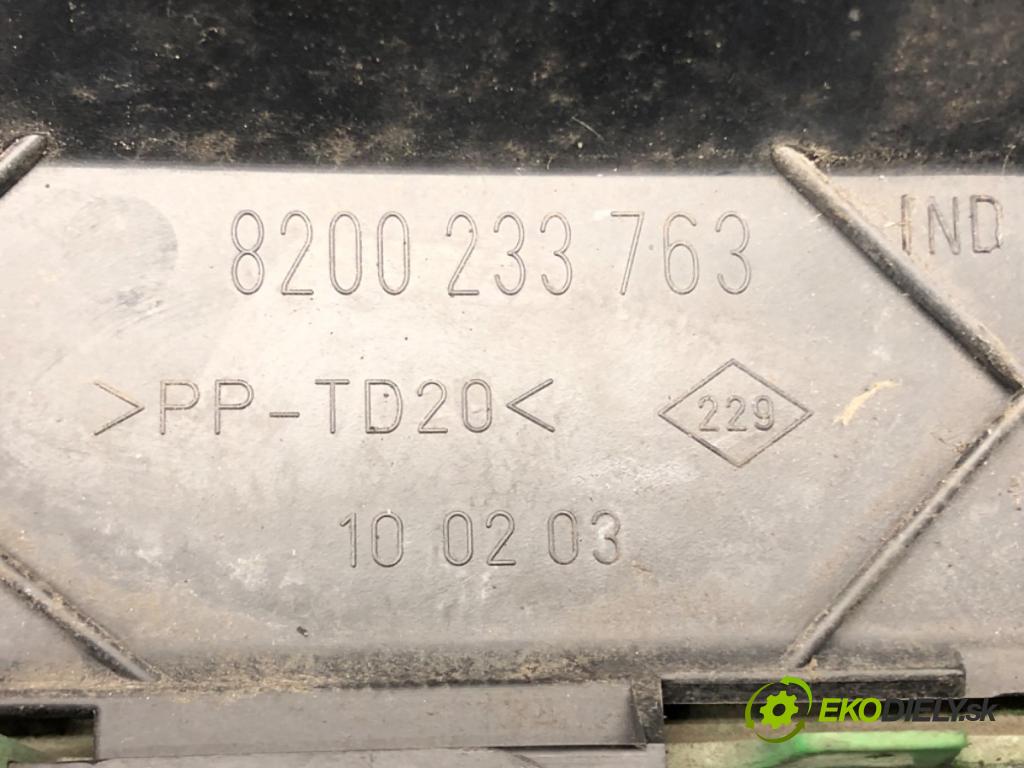 8200 233 763
IND
>PP-TD20<
229
10 02 03
EKODIELY.sk